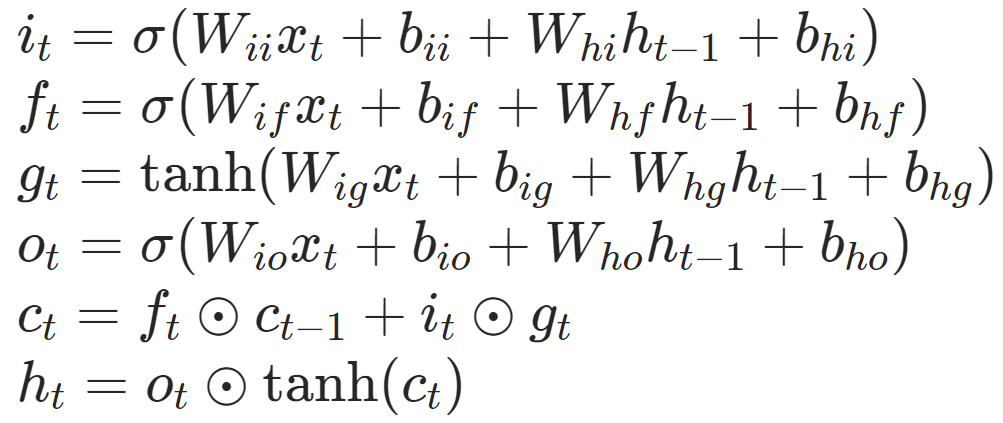 i_t = σ(W_{ii}x_t + b_{ii} + W_{hi}h_{t−1} + b_{hi})
f_t = σ(W_{if}x_t + b_{if} + W_{hf}h_{t−1} + b_{hf})
g_t = tanh(W_{ig}x_t + b_{ig} + W_{hg}h_{t−1} + b_{hg})
o_t = σ(W_{io}x_t + b_{io} + W_{ho}h_{t−1} + b_{ho})
c_t = f_t ⊙ c_{t−1} + i_t ⊙ g_t
h_t = o_t ⊙ tanh(c_t)